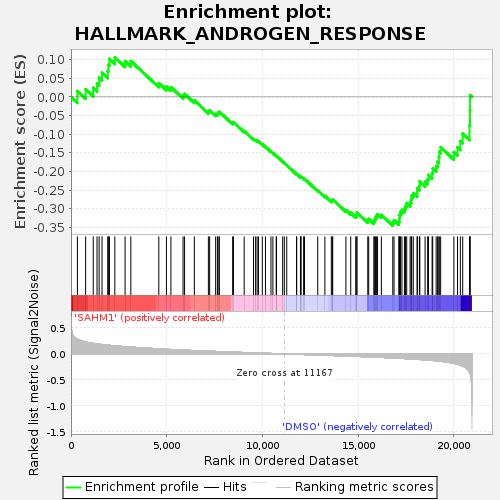 Enrichment plot:
HALLMARK_ANDROGEN_RESPONSE
Enrichment score (ES)
0.10
0.05
0.00
-0.05
-0.10
-0.15
-0.20
-0.25
-0.30
-0.35
'SAHM1' (positively correlated)
Ranked list metric (Signal2Noise)
0.5
0.0
-0.5
-1.0
-1.5
Zero cross at 11167
'DMSO' (negatively correlated)
0 5,000 10,000 15,000 20,000
Rank in Ordered Dataset
Enrichment profile Hits Ranking metric scores